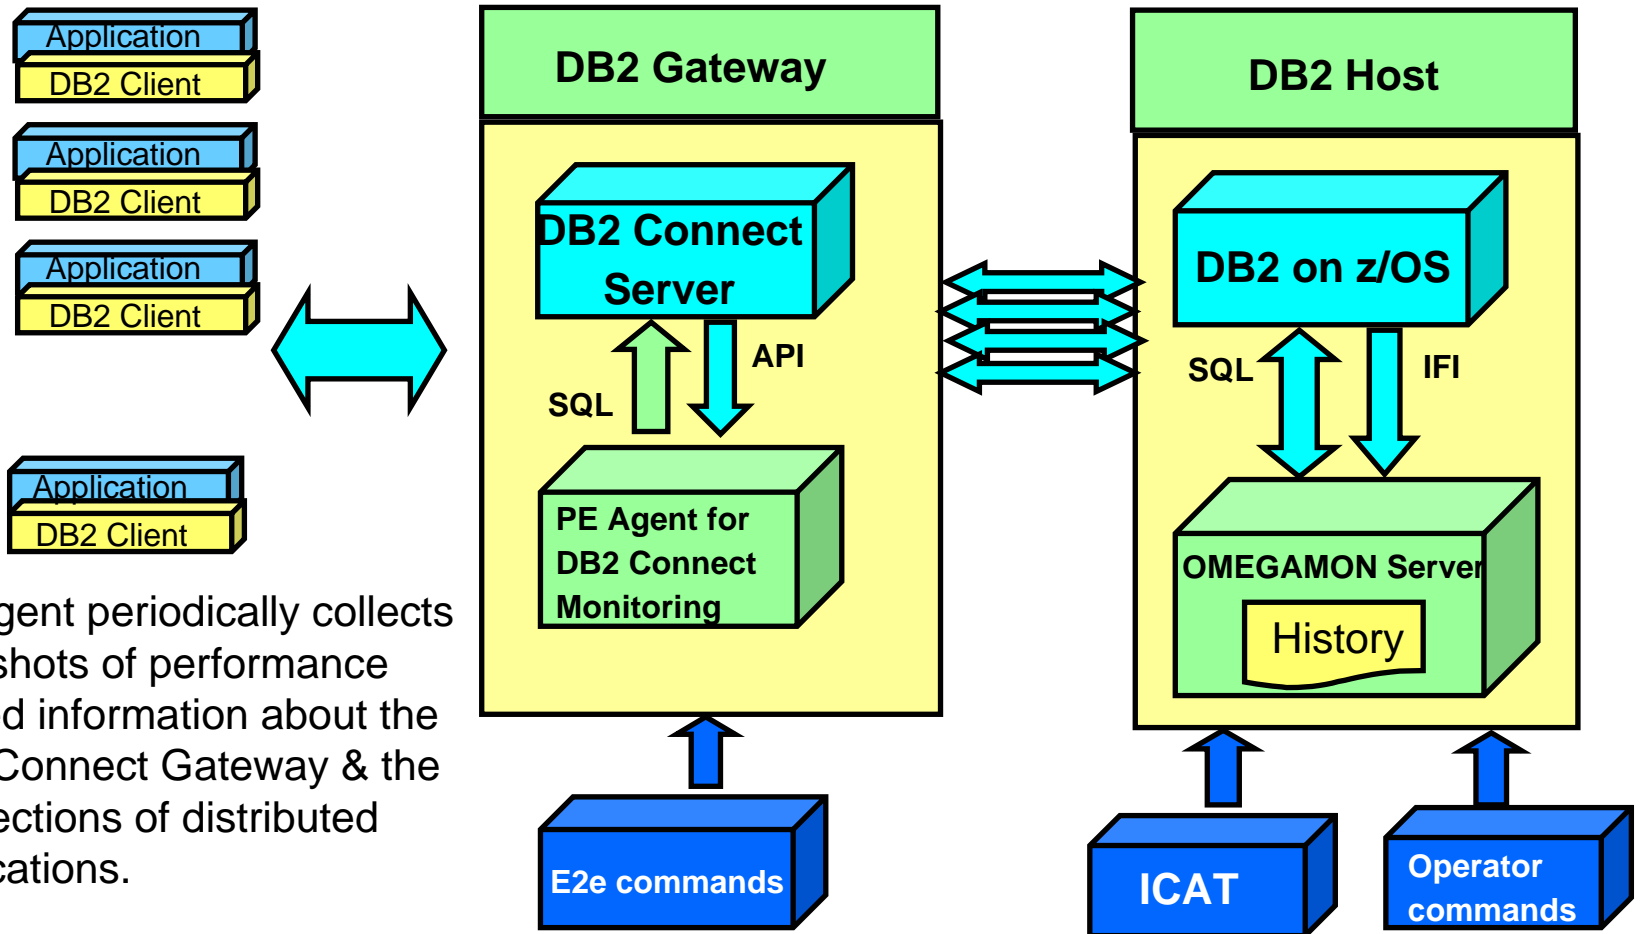 Application
DB2 Client
Application
DB2 Client
Application
DB2 Client
Application
DB2 Client
gent periodically collects
shots of performance
ed information about the
Connect Gateway & the
ections of distributed
cations.
DB2 Gateway
DB2 Connect
Server
SQL
API
PE Agent for
DB2 Connect
Monitoring
E2e commands
DB2 Host
DB2 on z/OS
SQL
IFI
OMEGAMON Server
History
ICAT
Operator
commands